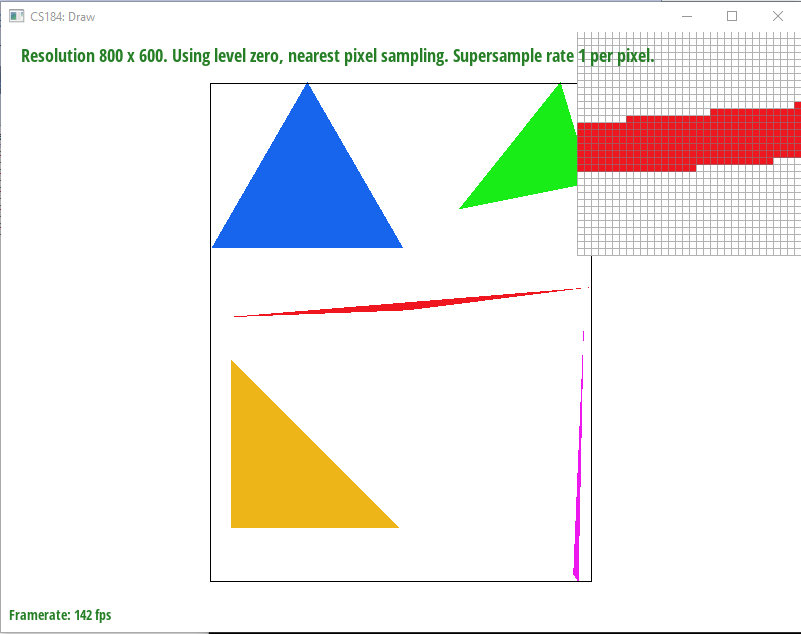 CS184: Draw
Resolution 800 x 600. Using level zero, nearest pixel sampling. Supersample rate 1 per pixel.
Framerate: 142 fps